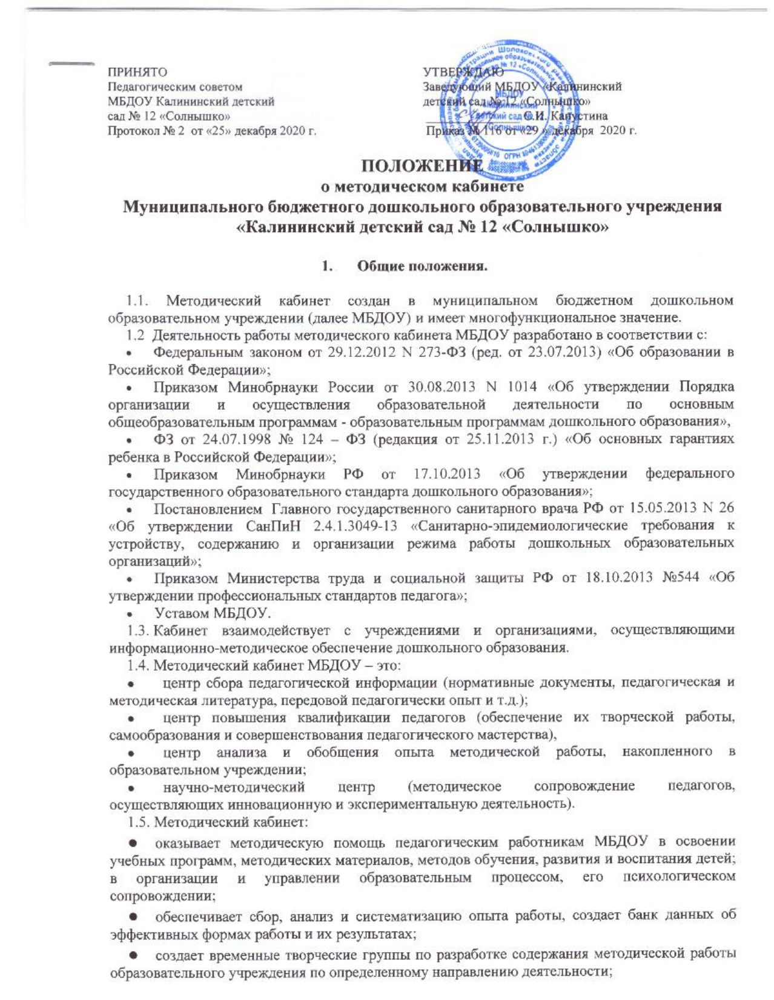 ПРИНЯТО
Педагогическим советом
МБДОУ Калининский детский
сад № 12 «Солнышко»
Протокол № 2 от «25» декабря 2020 г.
УТВЕРЖДАЮ
Заведующий МБДОУ «Калининский
детский сад № 12 «Солнышко»
С.И. Капустина
Приказ № 116 от «29 » декабря 2020 г.
МБДОУ
«Калининский
детский сад № 12
«Солнышко»
ПОЛОЖЕНИЕ
о методическом кабинете
Муниципального бюджетного дошкольного образовательного учреждения
«Калининский детский сад № 12 «Солнышко»
1. Общие положения.
1.1. Методический кабинет создан в муниципальном бюджетном дошкольном
образовательном учреждении (далее МБДОУ) и имеет многофункциональное значение.
1.2 Деятельность работы методического кабинета МБДОУ разработано в соответствии с:
• Федеральным законом от 29.12.2012 N 273-ФЗ (ред. от 23.07.2013) «Об образовании в
Российской Федерации»;
• Приказом Минобрнауки России от 30.08.2013 N 1014 «Об утверждении Порядка
организации и осуществления образовательной деятельности по основным
общеобразовательным программам - образовательным программам дошкольного образования»,
• ФЗ от 24.07.1998 № 124 – ФЗ (редакция от 25.11.2013 г.) «Об основных гарантиях
ребенка в Российской Федерации»;
• Приказом Минобрнауки РФ от 17.10.2013 «Об утверждении федерального
государственного образовательного стандарта дошкольного образования»;
• Постановлением Главного государственного санитарного врача РФ от 15.05.2013 N 26
«Об утверждении СанПиН 2.4.1.3049-13 «Санитарно-эпидемиологические требования к
устройству, содержанию и организации режима работы дошкольных образовательных
организаций»;
• Приказом Министерства труда и социальной защиты РФ от 18.10.2013 №544 «Об
утверждении профессиональных стандартов педагога»;
• Уставом МБДОУ.
1.3. Кабинет взаимодействует с учреждениями и организациями, осуществляющими
информационно-методическое обеспечение дошкольного образования.
1.4. Методический кабинет МБДОУ – это:
• центр сбора педагогической информации (нормативные документы, педагогическая и
методическая литература, передовой педагогически опыт и т.д.);
• центр повышения квалификации педагогов (обеспечение их творческой работы,
самообразования и совершенствования педагогического мастерства),
• центр анализа и обобщения опыта методической работы, накопленного в
образовательном учреждении;
• научно-методический центр (методическое сопровождение педагогов,
осуществляющих инновационную и экспериментальную деятельность).
1.5. Методический кабинет:
● оказывает методическую помощь педагогическим работникам МБДОУ в освоении
учебных программ, методических материалов, методов обучения, развития и воспитания детей;
в организации и управлении образовательным процессом, его психологическом
сопровождении;
● обеспечивает сбор, анализ и систематизацию опыта работы, создает банк данных об
эффективных формах работы и их результатах;
● создает временные творческие группы по разработке содержания методической работы
образовательного учреждения по определенному направлению деятельности;